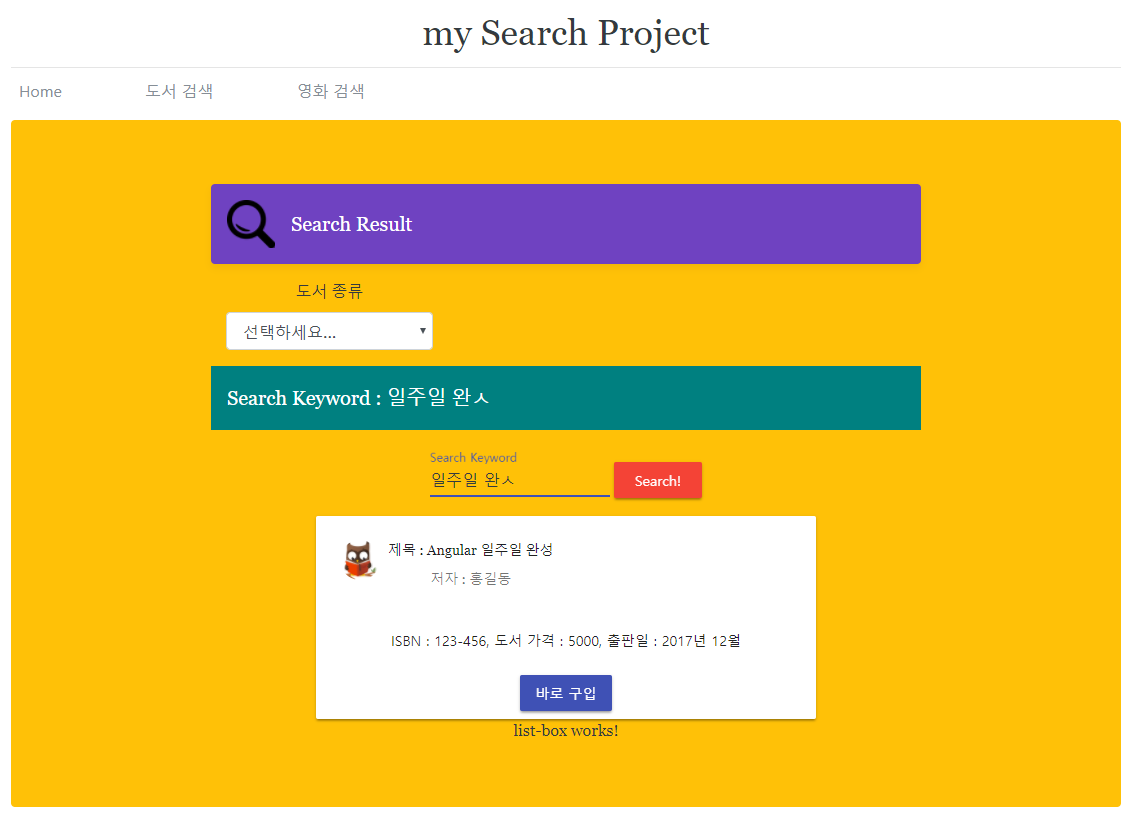 my Search Project
Home 도서 검색 영화 검색
Search Result
도서 종류
선택하세요...
Search Keyword : 일주일 완ㅅ
Search Keyword
일주일 완ㅅ
Search!
제목 : Angular 일주일 완성
저자 : 홍길동
ISBN : 123-456, 도서 가격 : 5000, 출판일 : 2017년 12월
바로 구입
list-box works!